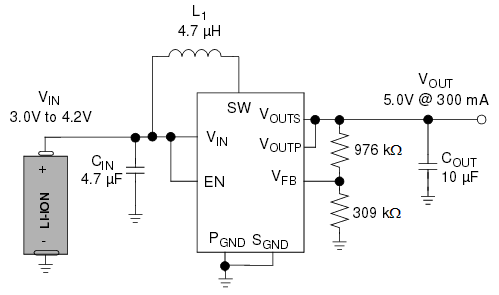 L1
4.7 µH
VIN
3.0V to 4.2V
VOUT
5.0V @ 300 mA
SW
VOUTS
VIN
VOUTP
976 kΩ
CIN
4.7 µF
COUT
10 µF
EN
VFB
+
LI-ION
-
309 kΩ
PGND SGND